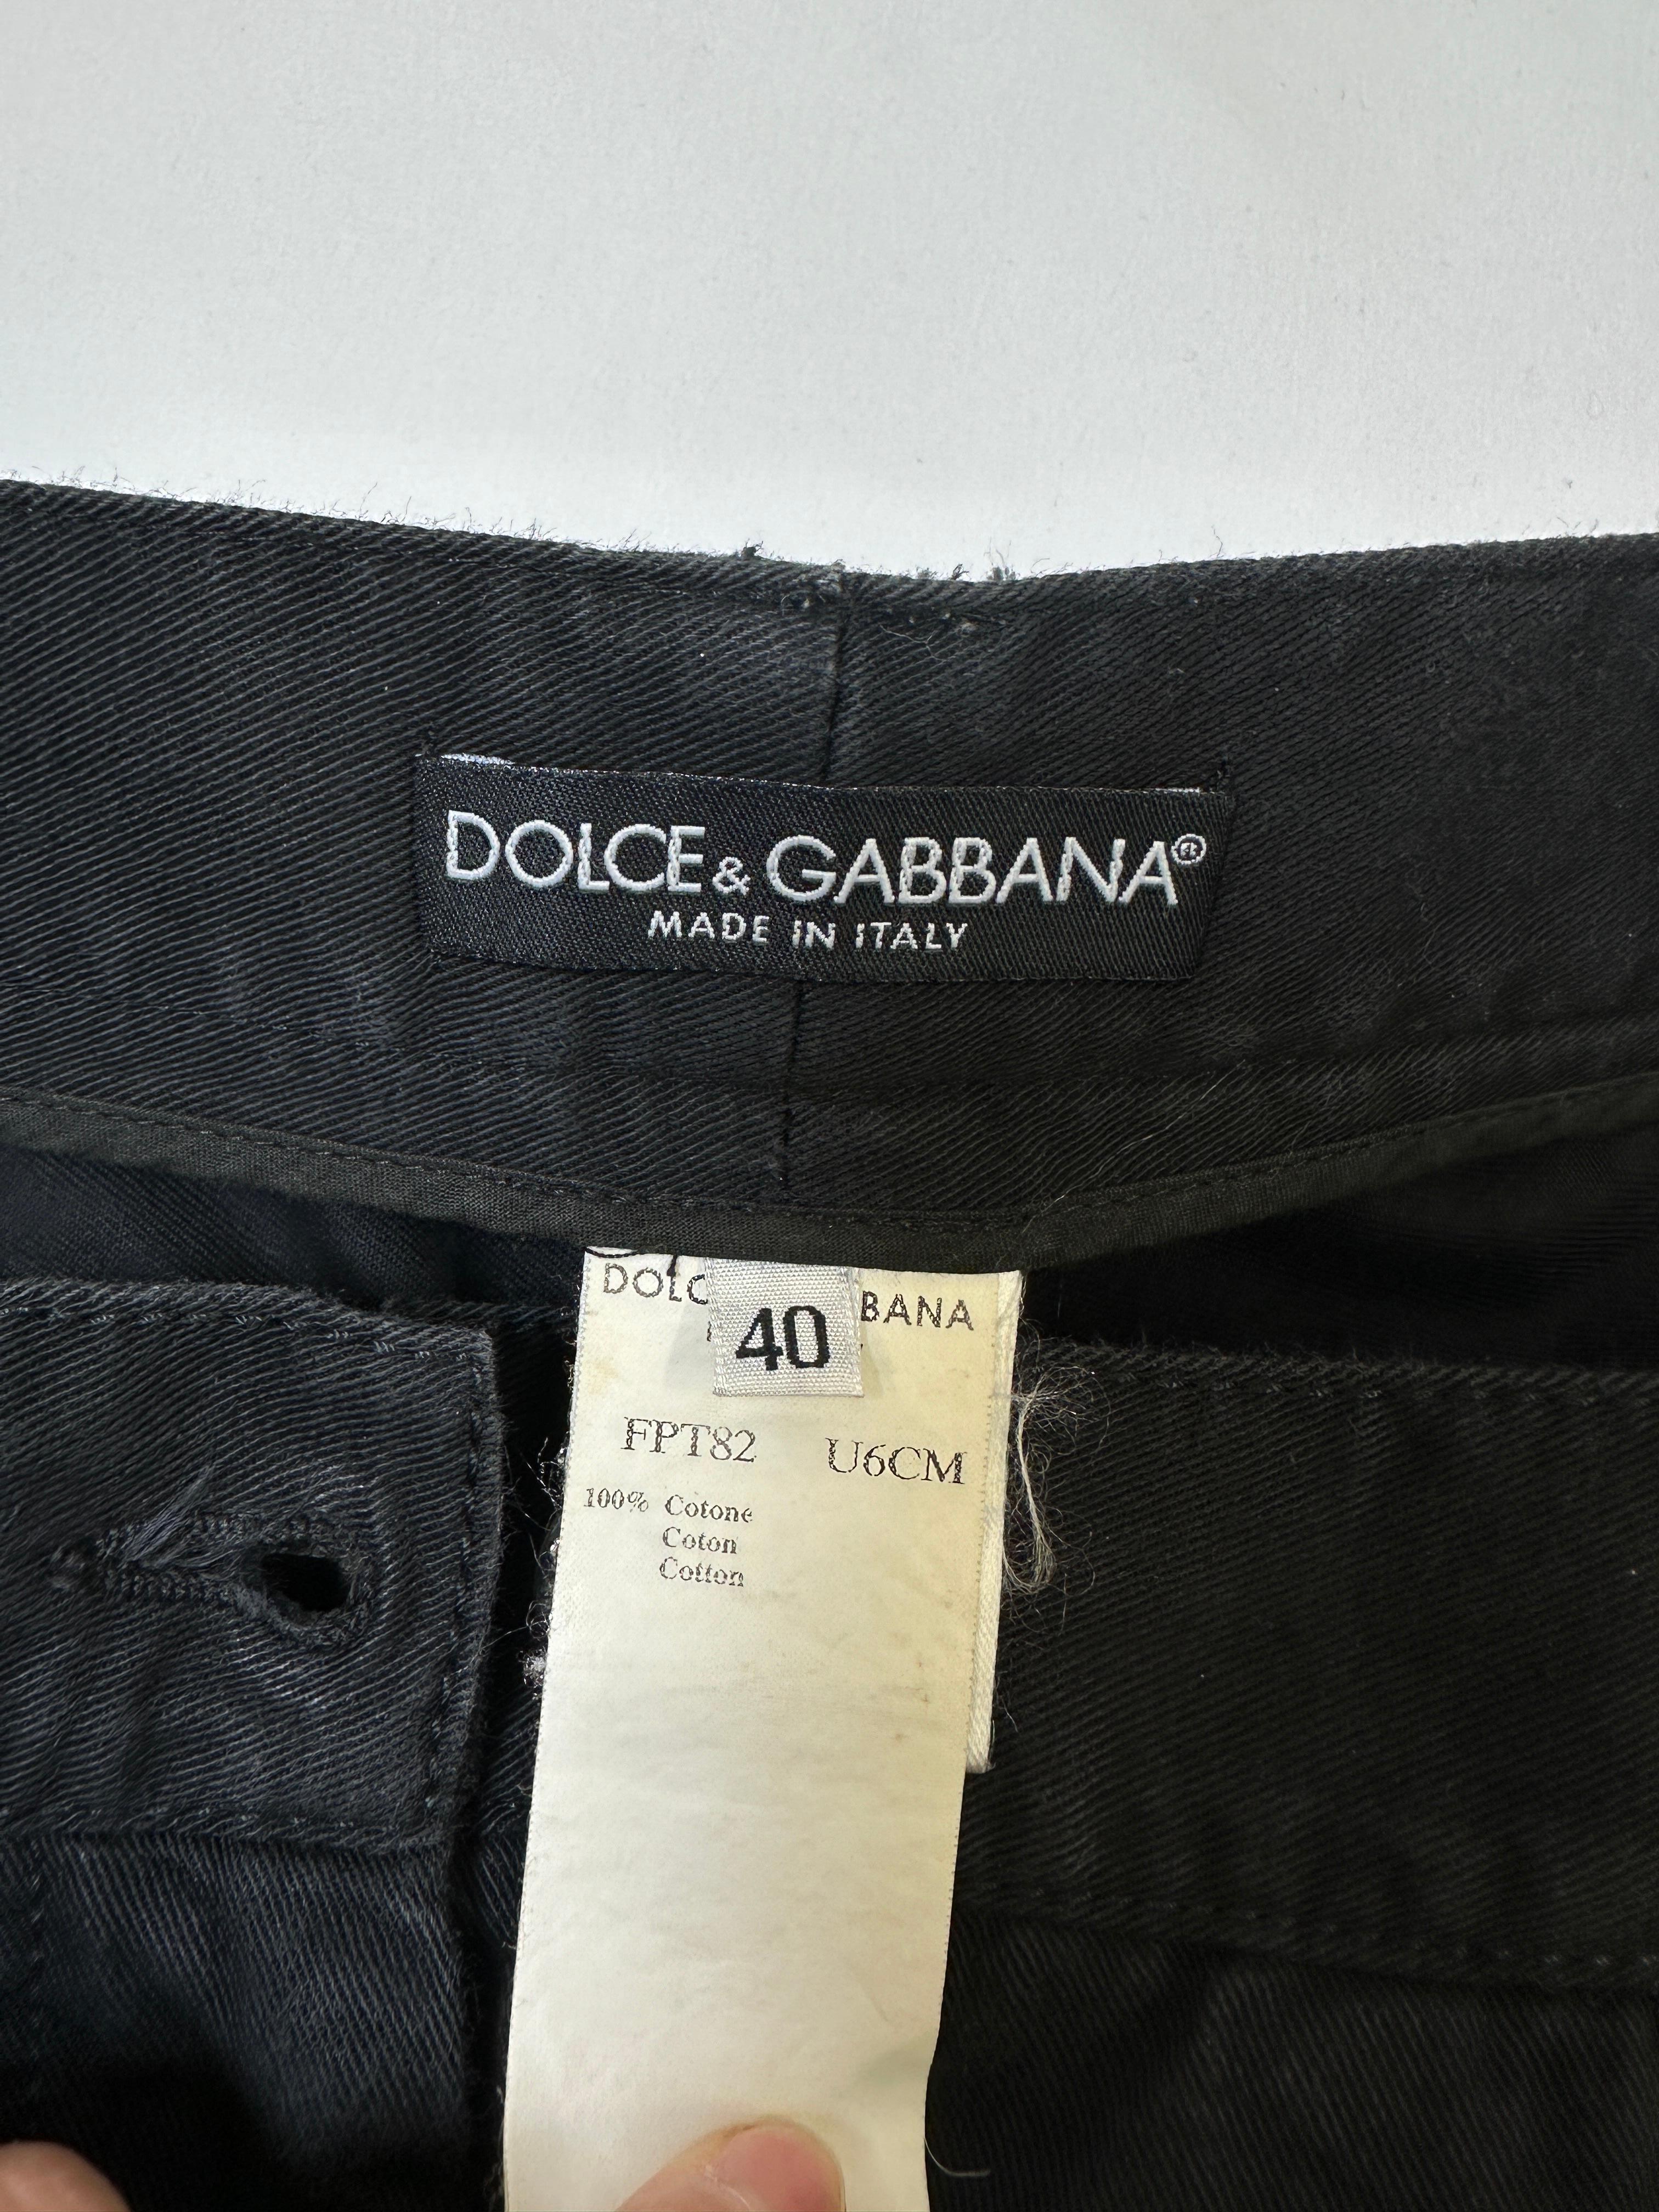 DOLCE & GABBANA®
MADE IN ITALY
DOLC BANA
40
FPT82 U6CM
100% Cotone
Coton
Cotton